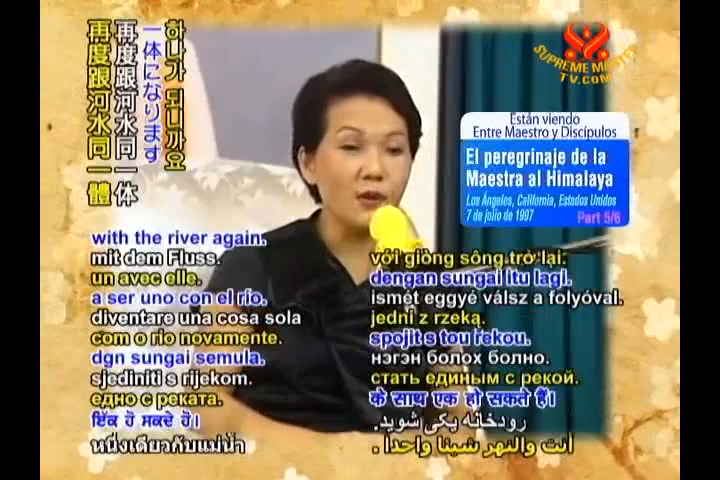 하나가 되니까요
一体になります
再度跟河水同一体
再度跟河水同一體
SUPREME MASTER
TV.COM
Están viendo
Entre Maestro y Discípulos
El peregrinaje de la
Maestra al Himalaya
Los Ángeles, California, Estados Unidos
7 de julio de 1997
Part 5/6
with the river again.
mit dem Fluss.
un avec elle.
a ser uno con el río.
diventare una cosa sola
com o rio novamente.
dgn sungai semula.
sjediniti s rijekom.
едно с реката.
ਇੱਕ ਹੋ ਸਕਦੇ ਹੋ।
หนึ่งเดียวกับแม่น้ำ
với giòng sông trở lại.
dengan sungai itu lagi.
ismét eggyé válsz a folyóval.
jedni z rzeką.
spojit s tou řekou.
нэгэн болох болно.
стать единым с рекой.
के साथ एक हो सकते हैं।
رودخانه یکی شوید.
أنت والنهر شيئا واحدا .